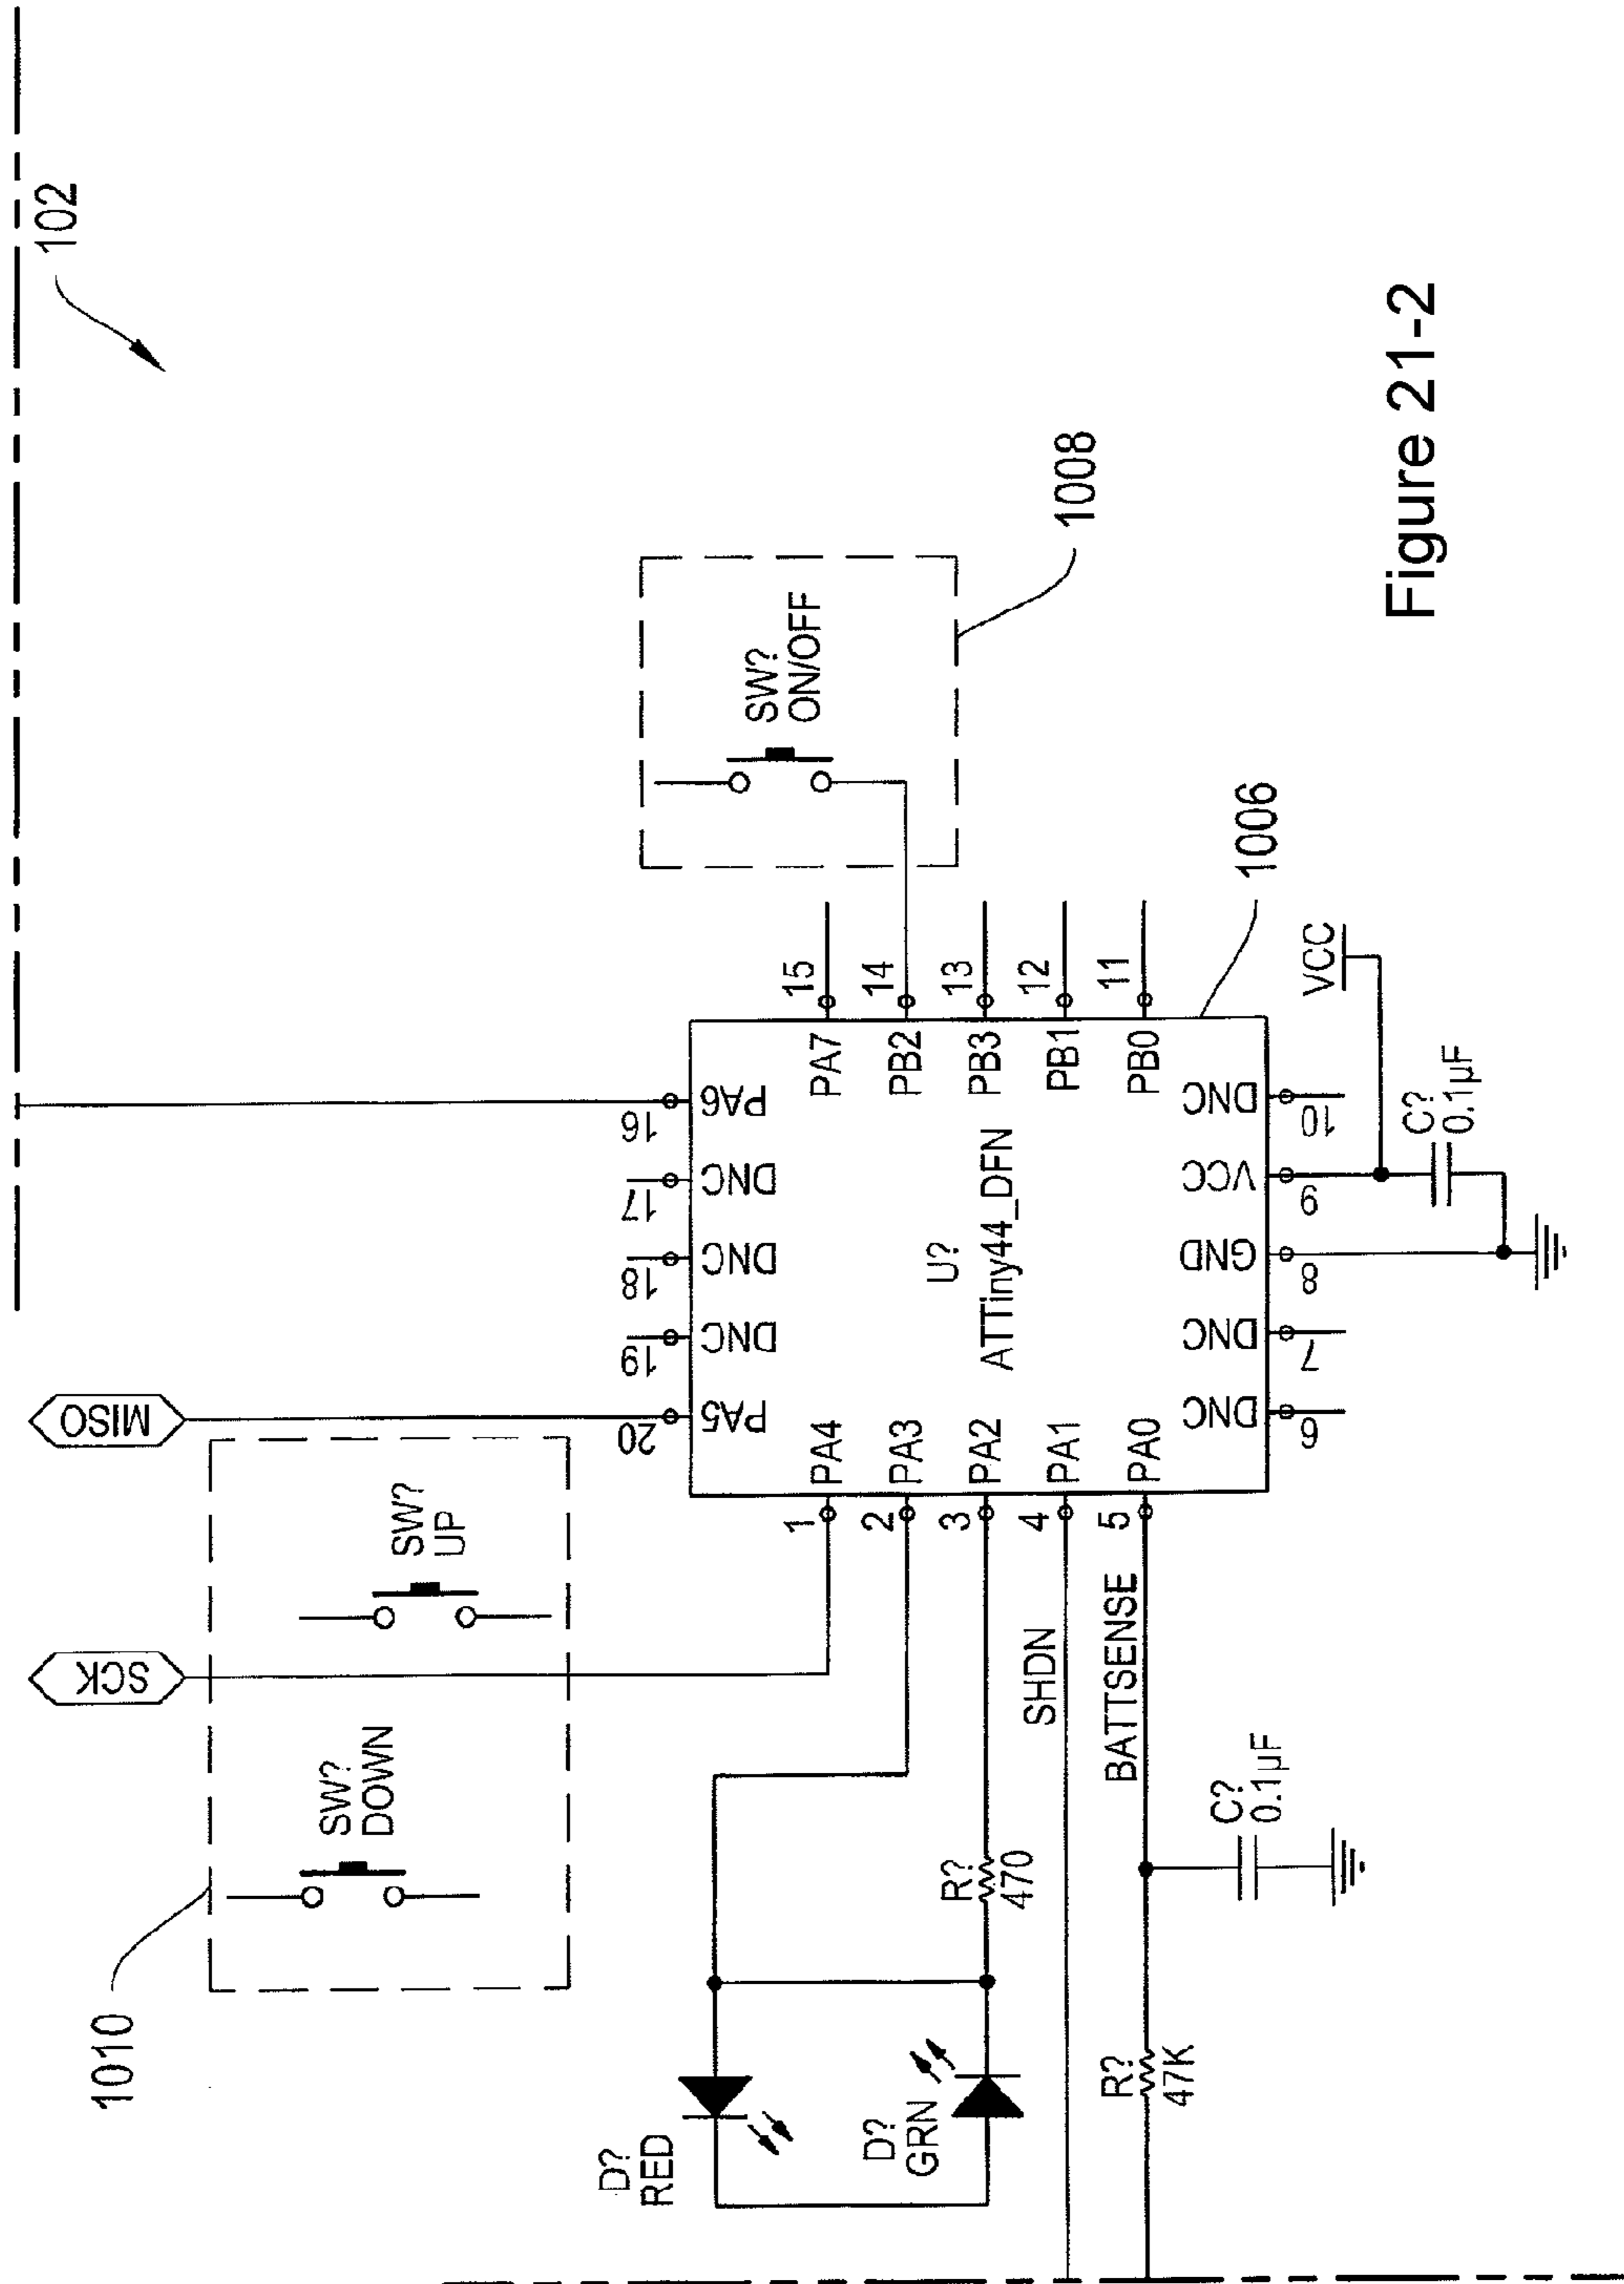 102
1010
SW?
DOWN
SCK
SW?
UP
MISO
D?
RED
D?
GRN
R?
470
SHDN
BATTSENSE
R?
47K
C?
0.1µF
1
2
3
4
5
PA4
PA3
PA2
PA1
PA0
20
19
18
17
16
PA5
DNC
DNC
DNC
PA6
U?
ATTiny44_DFN
PA7
PB2
PB3
PB1
PB0
15
14
13
12
11
DNC
DNC
GND
VCC
DNC
6
7
8
9
10
SW?
ON/OFF
1008
1006
VCC
C?
0.1µF
Figure 21-2